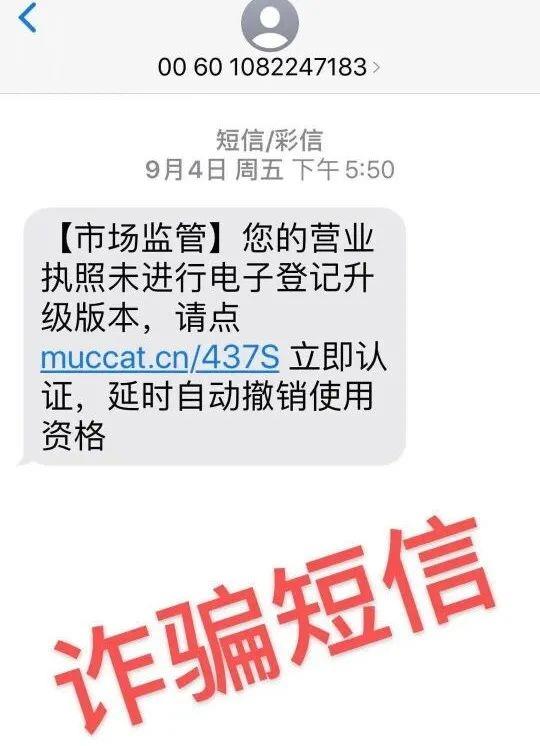 00 60 1082247183
短信/彩信
9月4日 周五 下午 5:50
【市场监管】您的营业
执照未进行电子登记升
级版本，请点
muccat.cn/437S 立即认
证，延时自动撤销使用
资格
诈骗短信